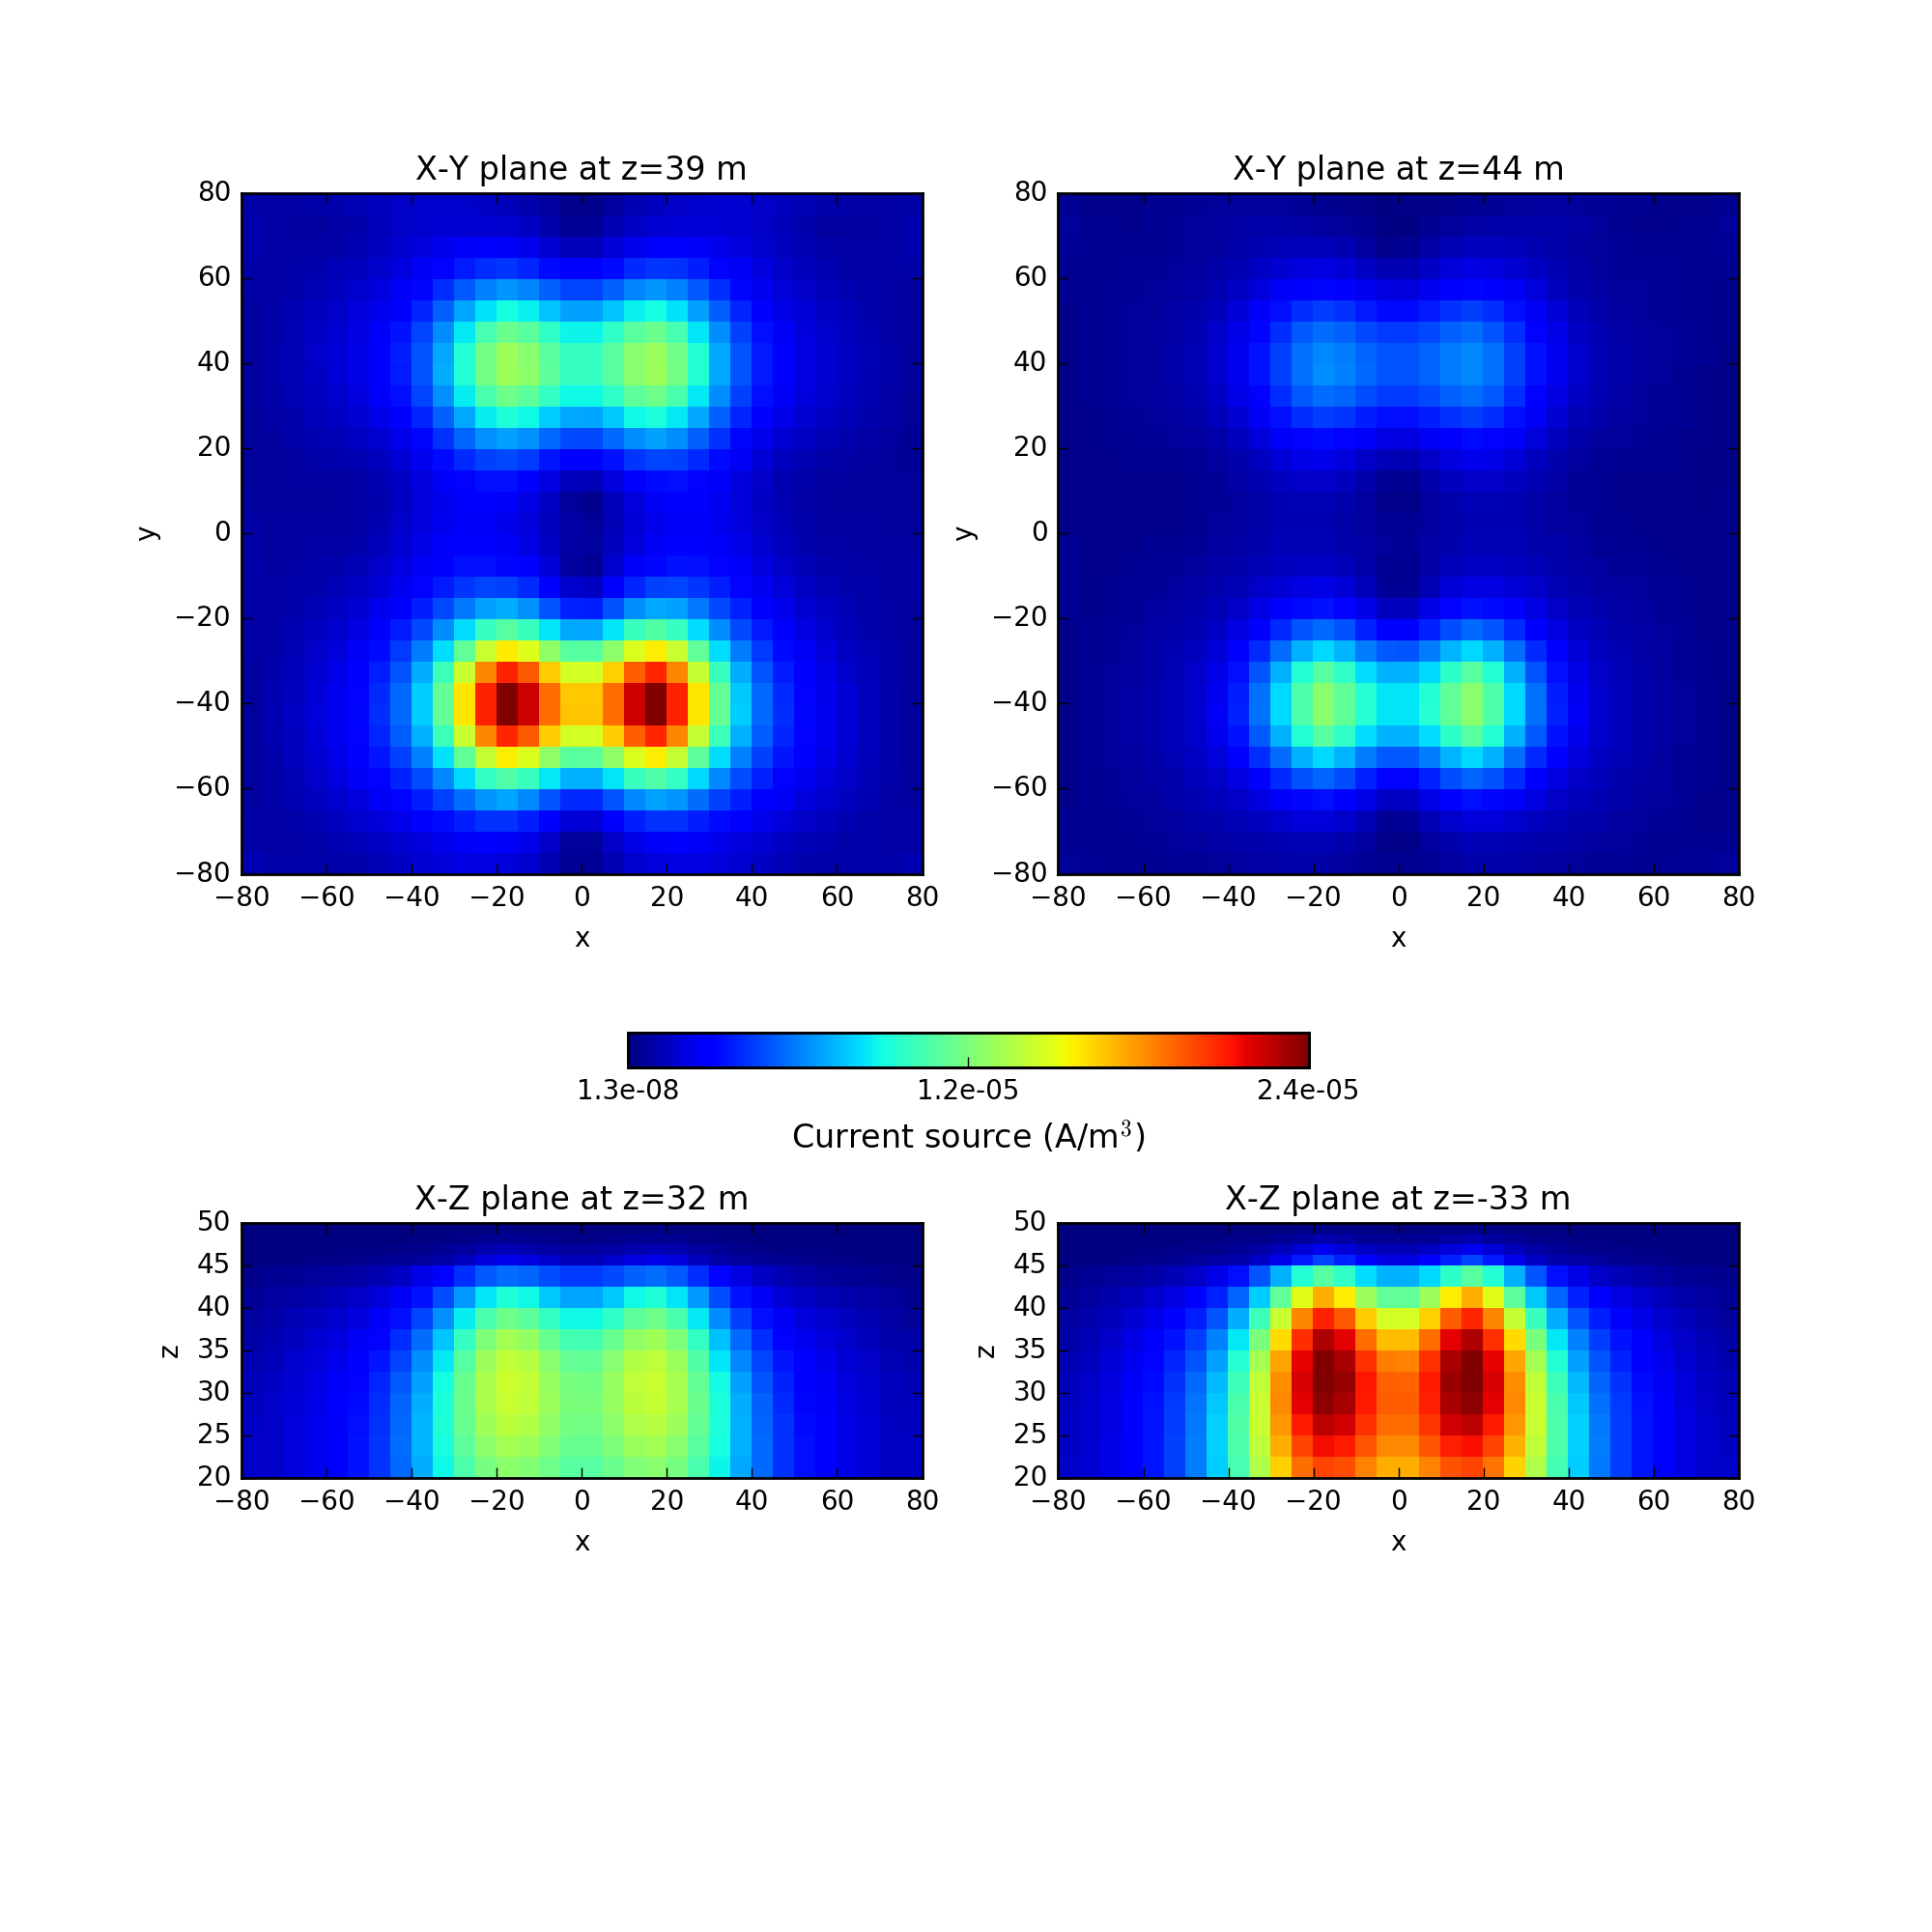 X-Y plane at z=39 m
80
60
40
20
0
−20
−40
−60
−80
y
−80 −60 −40 −20 0 20 40 60 80
x
X-Y plane at z=44 m
80
60
40
20
0
−20
−40
−60
−80
y
−80 −60 −40 −20 0 20 40 60 80
x
1.3e-08 1.2e-05 2.4e-05
Current source (A/m³)
X-Z plane at z=32 m
50
45
40
35
30
25
20
z
−80 −60 −40 −20 0 20 40 60 80
x
X-Z plane at z=-33 m
50
45
40
35
30
25
20
z
−80 −60 −40 −20 0 20 40 60 80
x